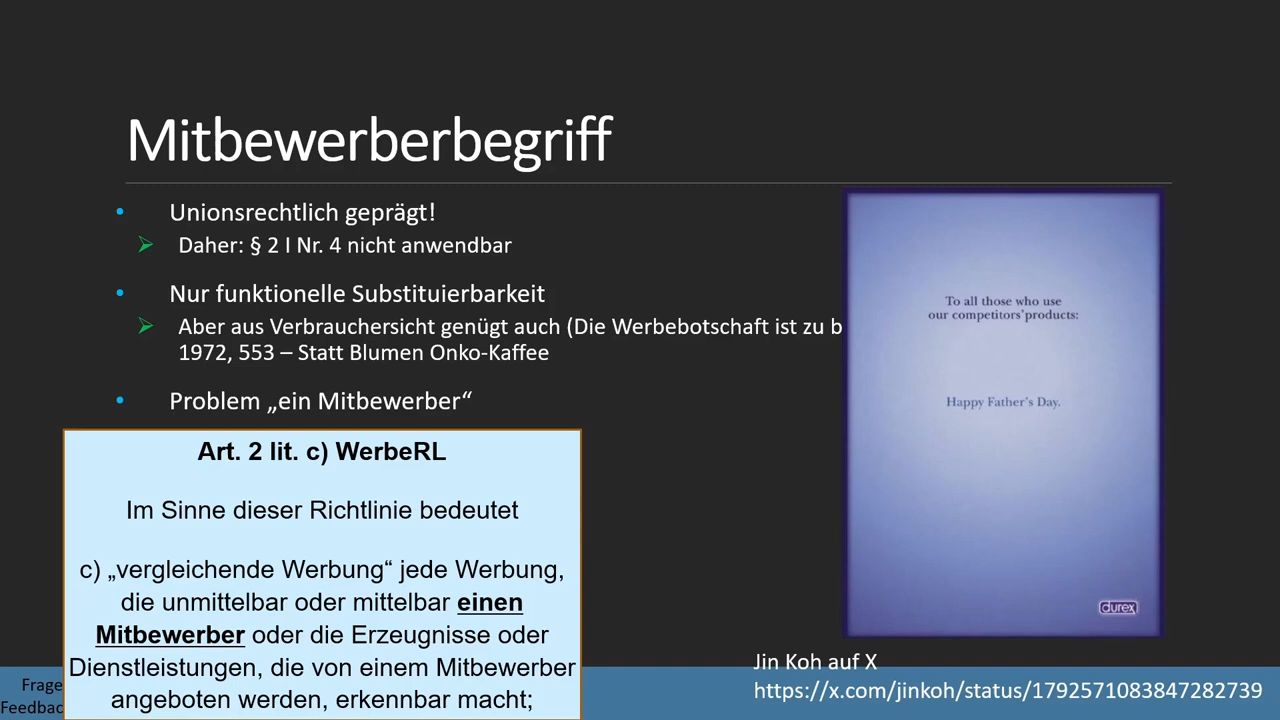 Mitbewerberbegriff
• Unionsrechtlich geprägt!
Daher: § 2 I Nr. 4 nicht anwendbar
• Nur funktionelle Substituierbarkeit
Aber aus Verbrauchersicht genügt auch (Die Werbebotschaft ist zu b
1972, 553 – Statt Blumen Onko-Kaffee
• Problem „ein Mitbewerber“
Art. 2 lit. c) WerbeRL
Im Sinne dieser Richtlinie bedeutet
c) „vergleichende Werbung“ jede Werbung,
die unmittelbar oder mittelbar einen
Mitbewerber oder die Erzeugnisse oder
Dienstleistungen, die von einem Mitbewerber
angeboten werden, erkennbar macht;
To all those who use
our competitors' products:
Happy Father's Day.
durex
Jin Koh auf X
https://x.com/jinkoh/status/1792571083847282739
Frage
Feedbac